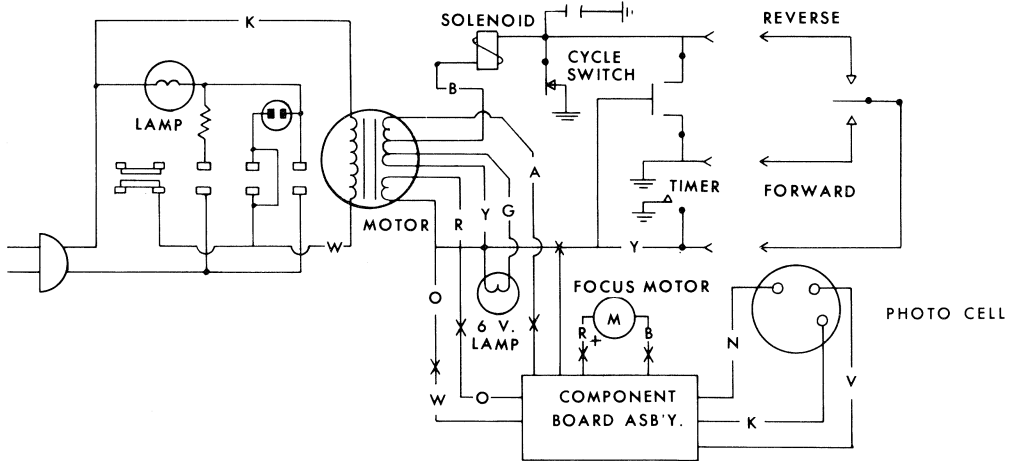 K
SOLENOID
REVERSE
CYCLE
SWITCH
LAMP
B
A
TIMER
FORWARD
MOTOR
R
Y
G
W
Y
O
FOCUS MOTOR
PHOTO CELL
6 V.
LAMP
R
+
M
B
N
V
W
O
COMPONENT
BOARD ASB'Y.
K